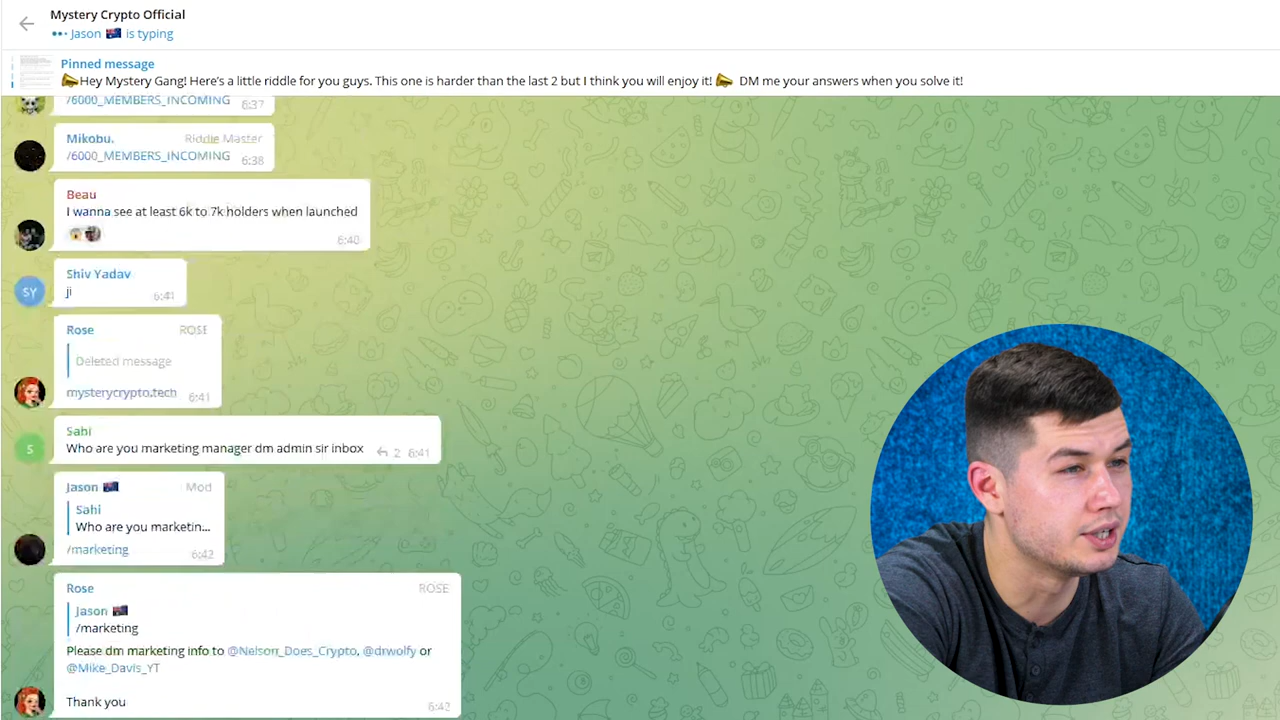 Mystery Crypto Official
Jason 🇦🇺 is typing
Pinned message
📣Hey Mystery Gang! Here's a little riddle for you guys. This one is harder than the last 2 but I think you will enjoy it! 📣 DM me your answers when you solve it!
/6000_MEMBERS_INCOMING 6:37
Mikobu. Riddle Master
/6000_MEMBERS_INCOMING 6:38
Beau
I wanna see at least 6k to 7k holders when launched
6:40
Shiv Yadav
SY
ji 6:41
Rose ROSE
Deleted message
mysterycrypto.tech 6:41
Sahi
S
Who are you marketing manager dm admin sir inbox 2 6:41
Jason 🇦🇺 Mod
Sahi
Who are you marketin...
/marketing 6:42
Rose ROSE
Jason 🇦🇺
/marketing
Please dm marketing info to @Nelson_Does_Crypto, @drwolfy or
@Mike_Davis_YT
Thank you 6:42